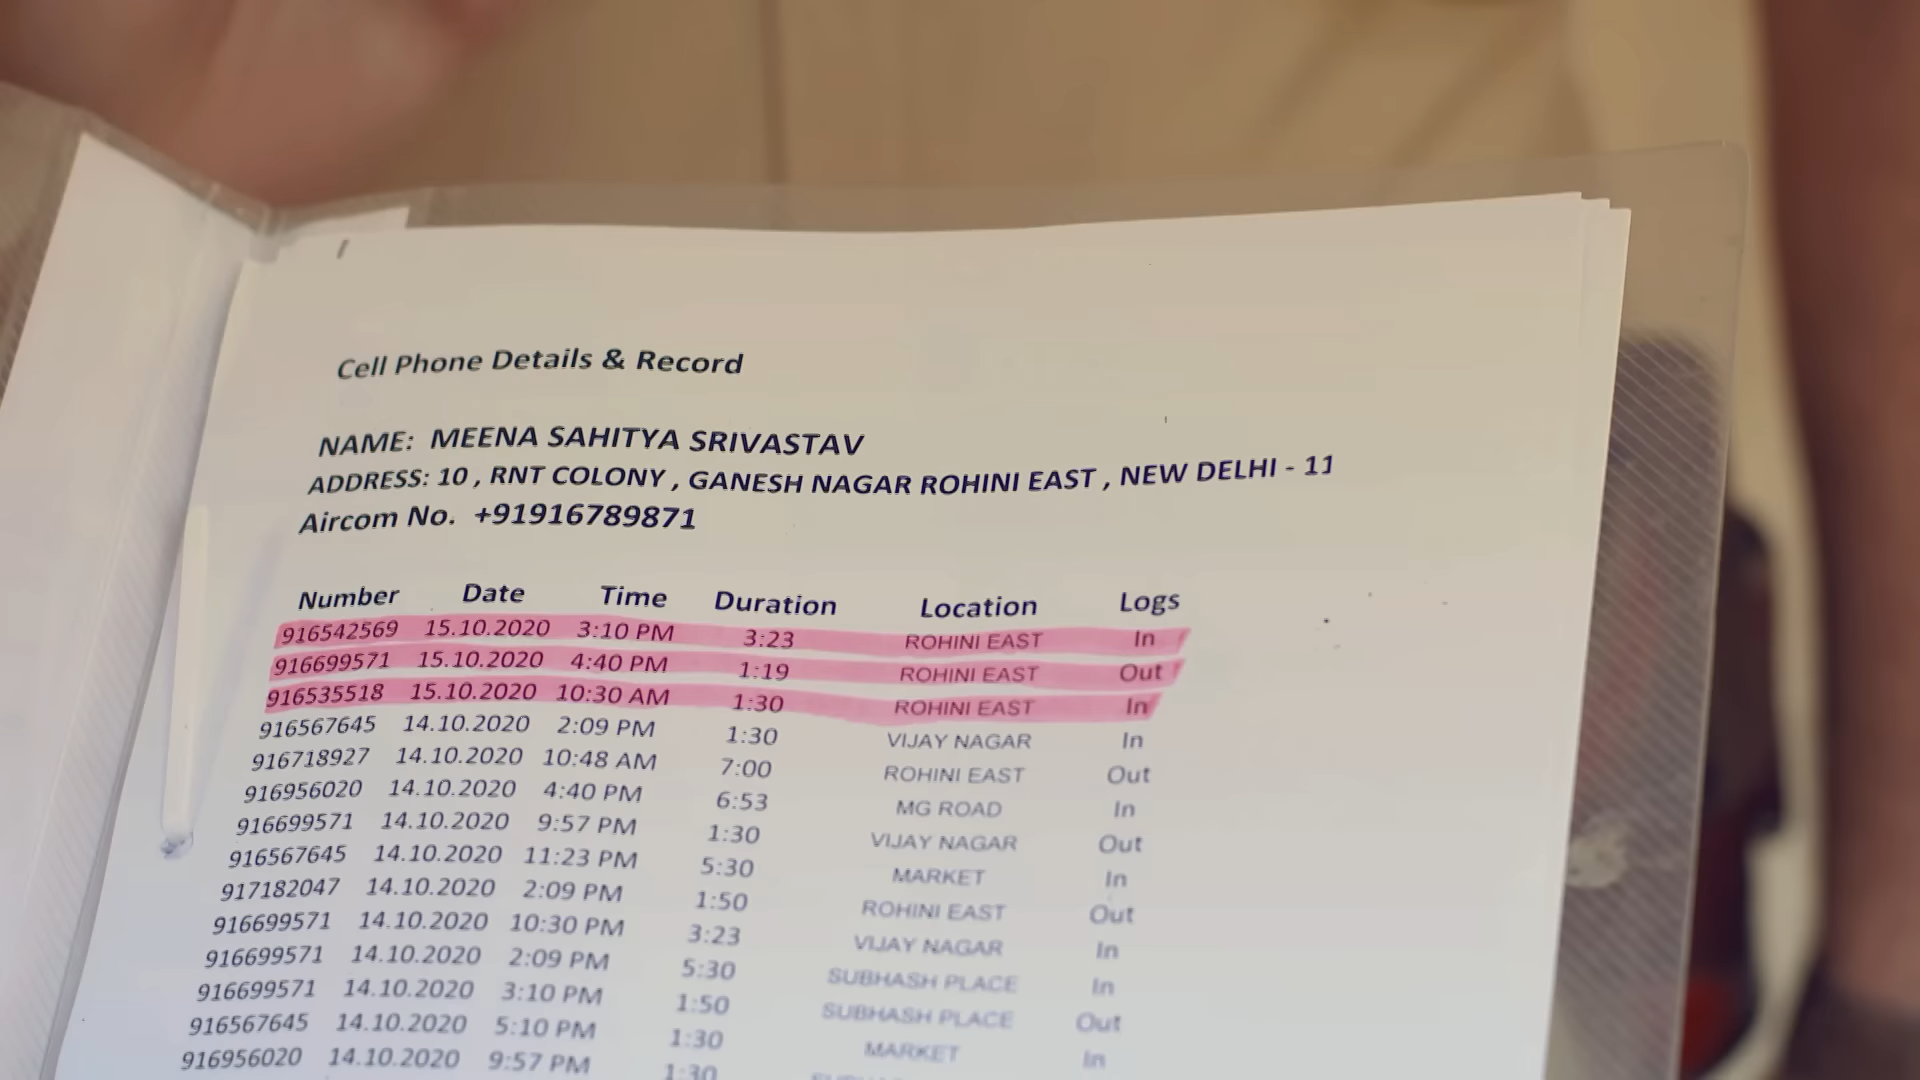 Cell Phone Details & Record
NAME: MEENA SAHITYA SRIVASTAV
ADDRESS: 10 , RNT COLONY , GANESH NAGAR ROHINI EAST , NEW DELHI - 11
Aircom No. +91916789871
Number Date Time Duration Location Logs
916542569 15.10.2020 3:10 PM 3:23 ROHINI EAST In
916699571 15.10.2020 4:40 PM 1:19 ROHINI EAST Out
916535518 15.10.2020 10:30 AM 1:30 ROHINI EAST In
916567645 14.10.2020 2:09 PM 1:30 VIJAY NAGAR In
916718927 14.10.2020 10:48 AM 7:00 ROHINI EAST Out
916956020 14.10.2020 4:40 PM 6:53 MG ROAD In
916699571 14.10.2020 9:57 PM 1:30 VIJAY NAGAR Out
916567645 14.10.2020 11:23 PM 5:30 MARKET In
917182047 14.10.2020 2:09 PM 1:50 ROHINI EAST Out
916699571 14.10.2020 10:30 PM 3:23 VIJAY NAGAR In
916699571 14.10.2020 2:09 PM 5:30 SUBHASH PLACE In
916699571 14.10.2020 3:10 PM 1:50 SUBHASH PLACE Out
916567645 14.10.2020 5:10 PM 1:30 MARKET In
916956020 14.10.2020 9:57 PM 1:30